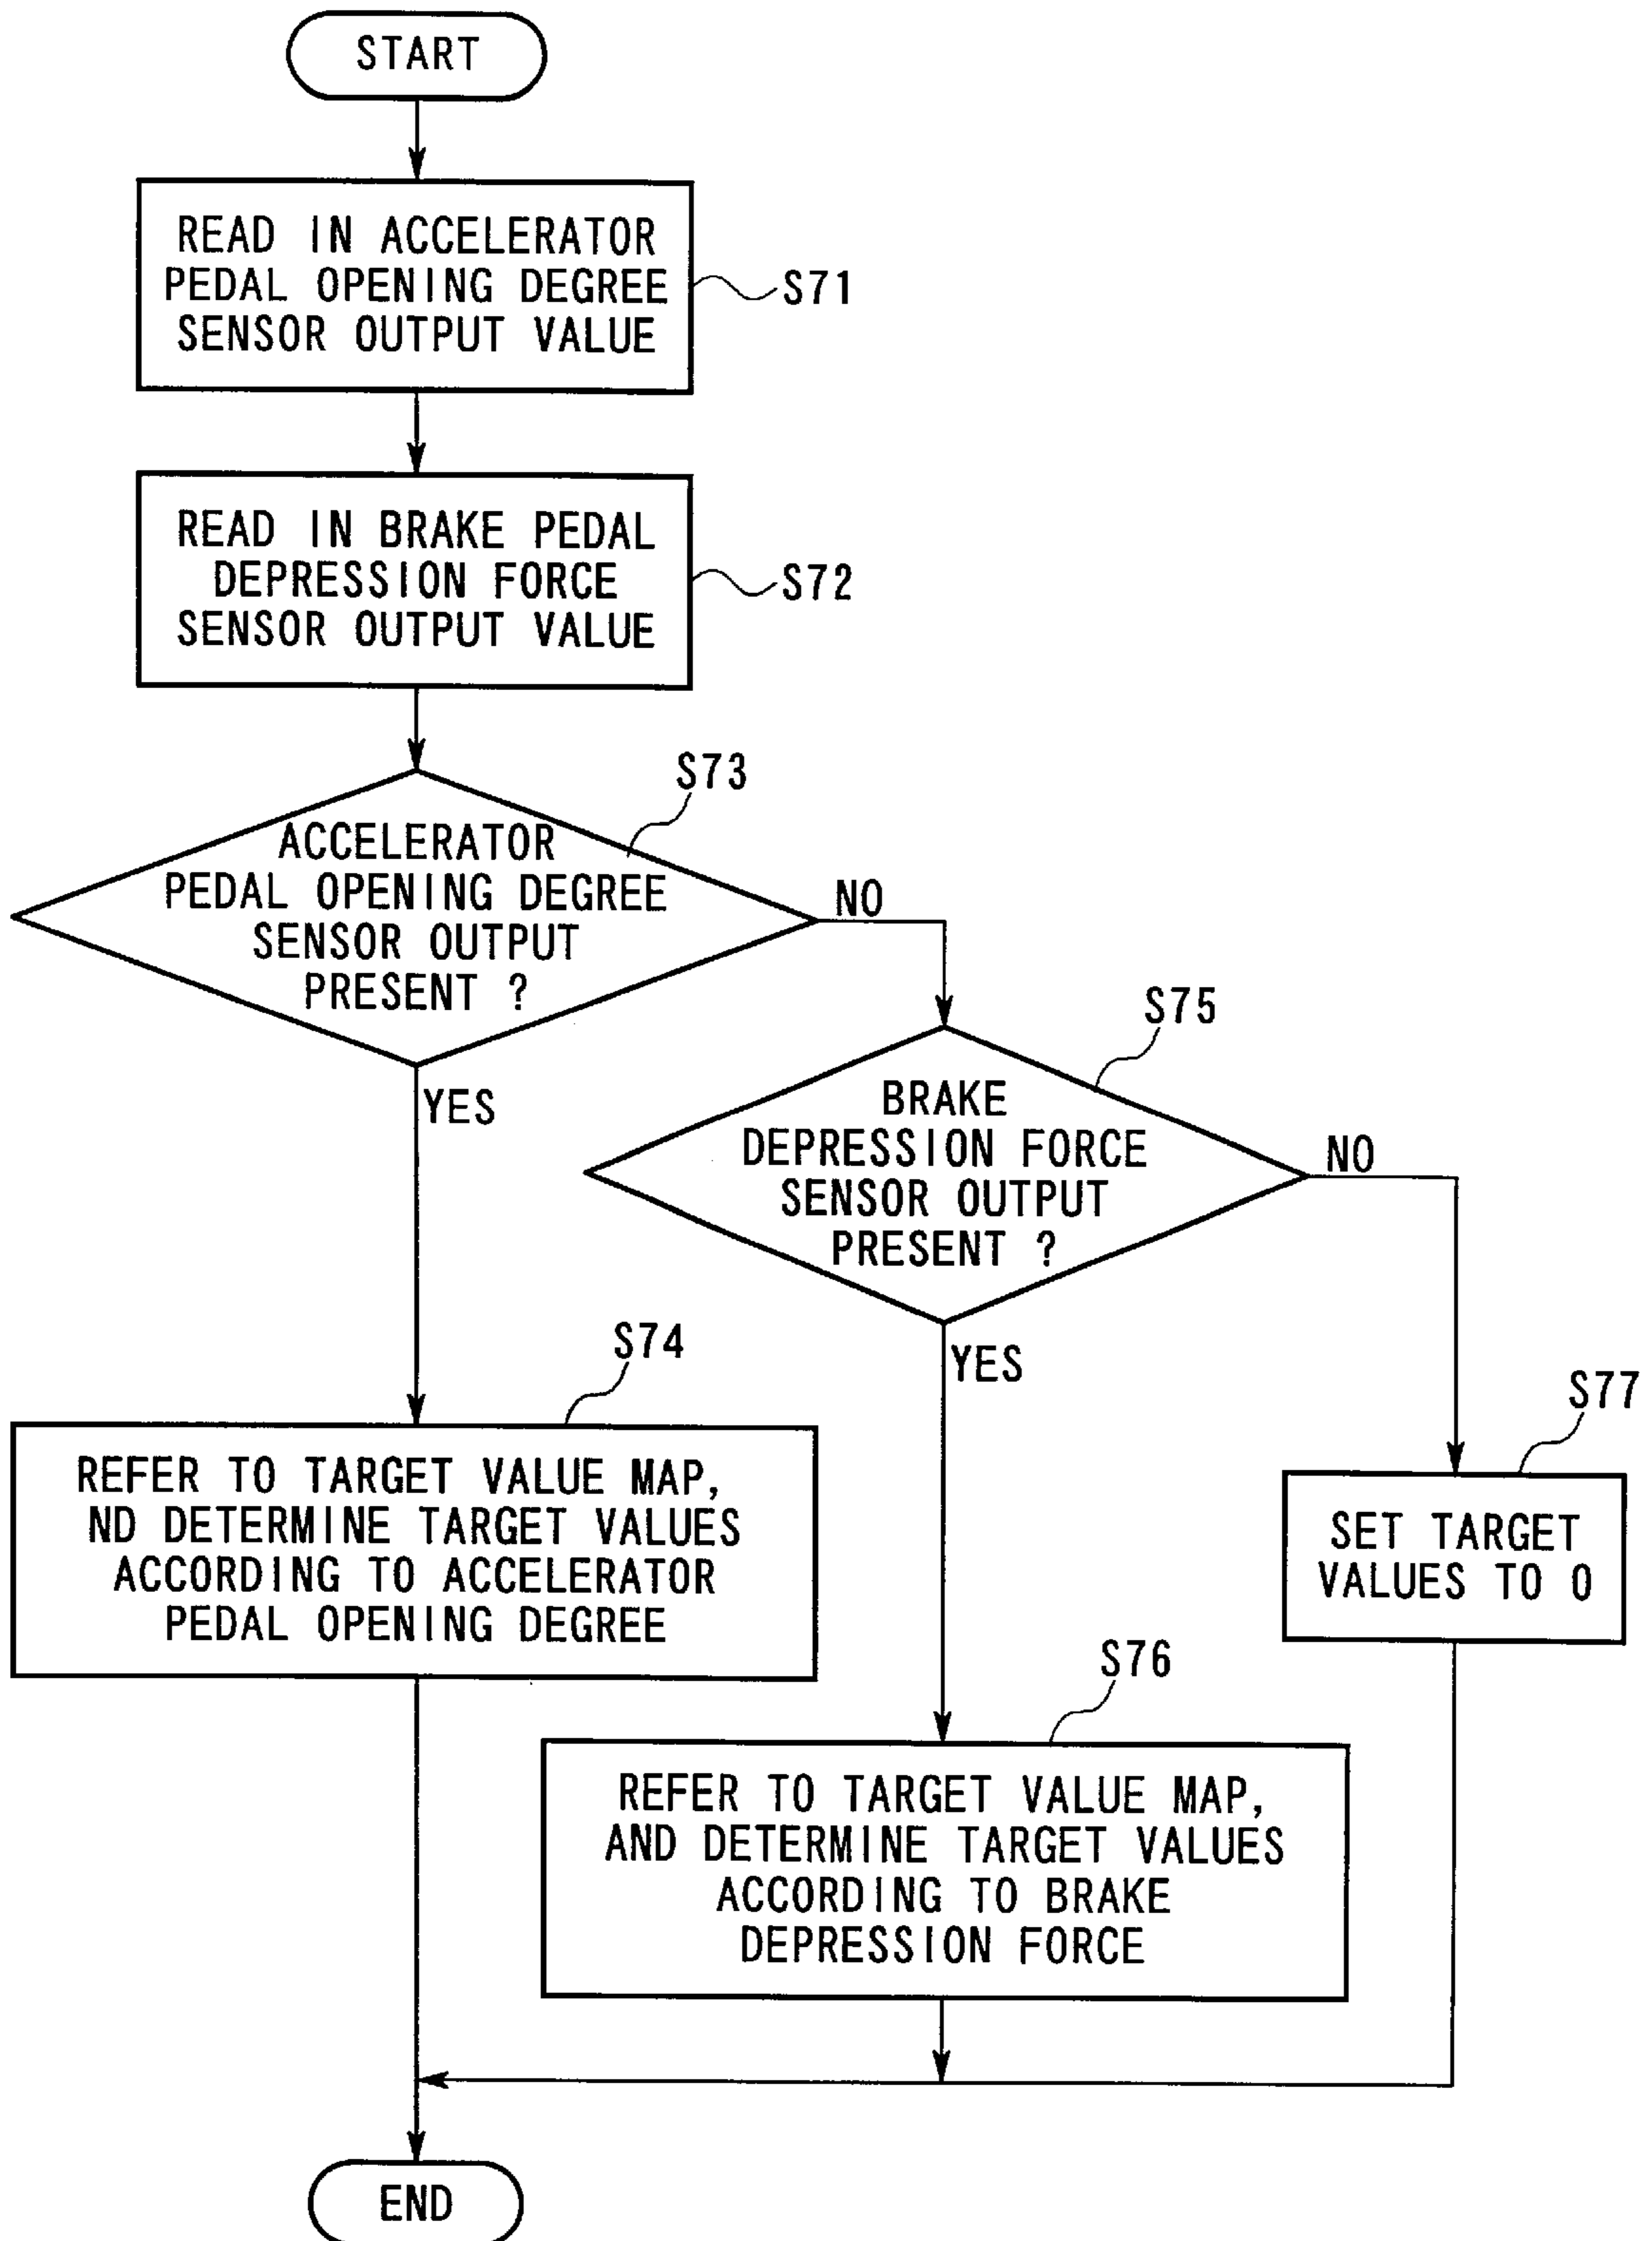 START
READ IN ACCELERATOR
PEDAL OPENING DEGREE
SENSOR OUTPUT VALUE
S71
READ IN BRAKE PEDAL
DEPRESSION FORCE
SENSOR OUTPUT VALUE
S72
S73
ACCELERATOR
PEDAL OPENING DEGREE
SENSOR OUTPUT
PRESENT ?
NO
YES
S75
BRAKE
DEPRESSION FORCE
SENSOR OUTPUT
PRESENT ?
NO
YES
S74
REFER TO TARGET VALUE MAP,
ND DETERMINE TARGET VALUES
ACCORDING TO ACCELERATOR
PEDAL OPENING DEGREE
S77
SET TARGET
VALUES TO 0
S76
REFER TO TARGET VALUE MAP,
AND DETERMINE TARGET VALUES
ACCORDING TO BRAKE
DEPRESSION FORCE
END